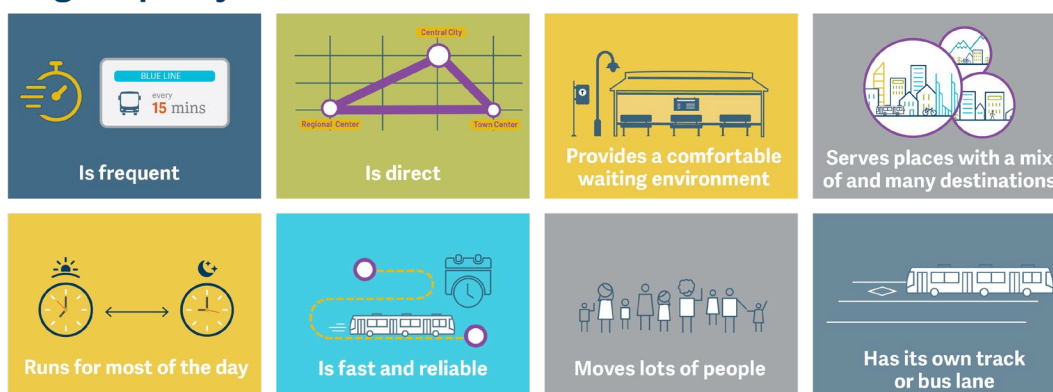 BLUE LINE
every
15 mins
Is frequent
Central City
Regional Center
Town Center
Is direct
T
Provides a comfortable
waiting environment
Serves places with a mix
of and many destinations
Runs for most of the day
Is fast and reliable
Moves lots of people
Has its own track
or bus lane